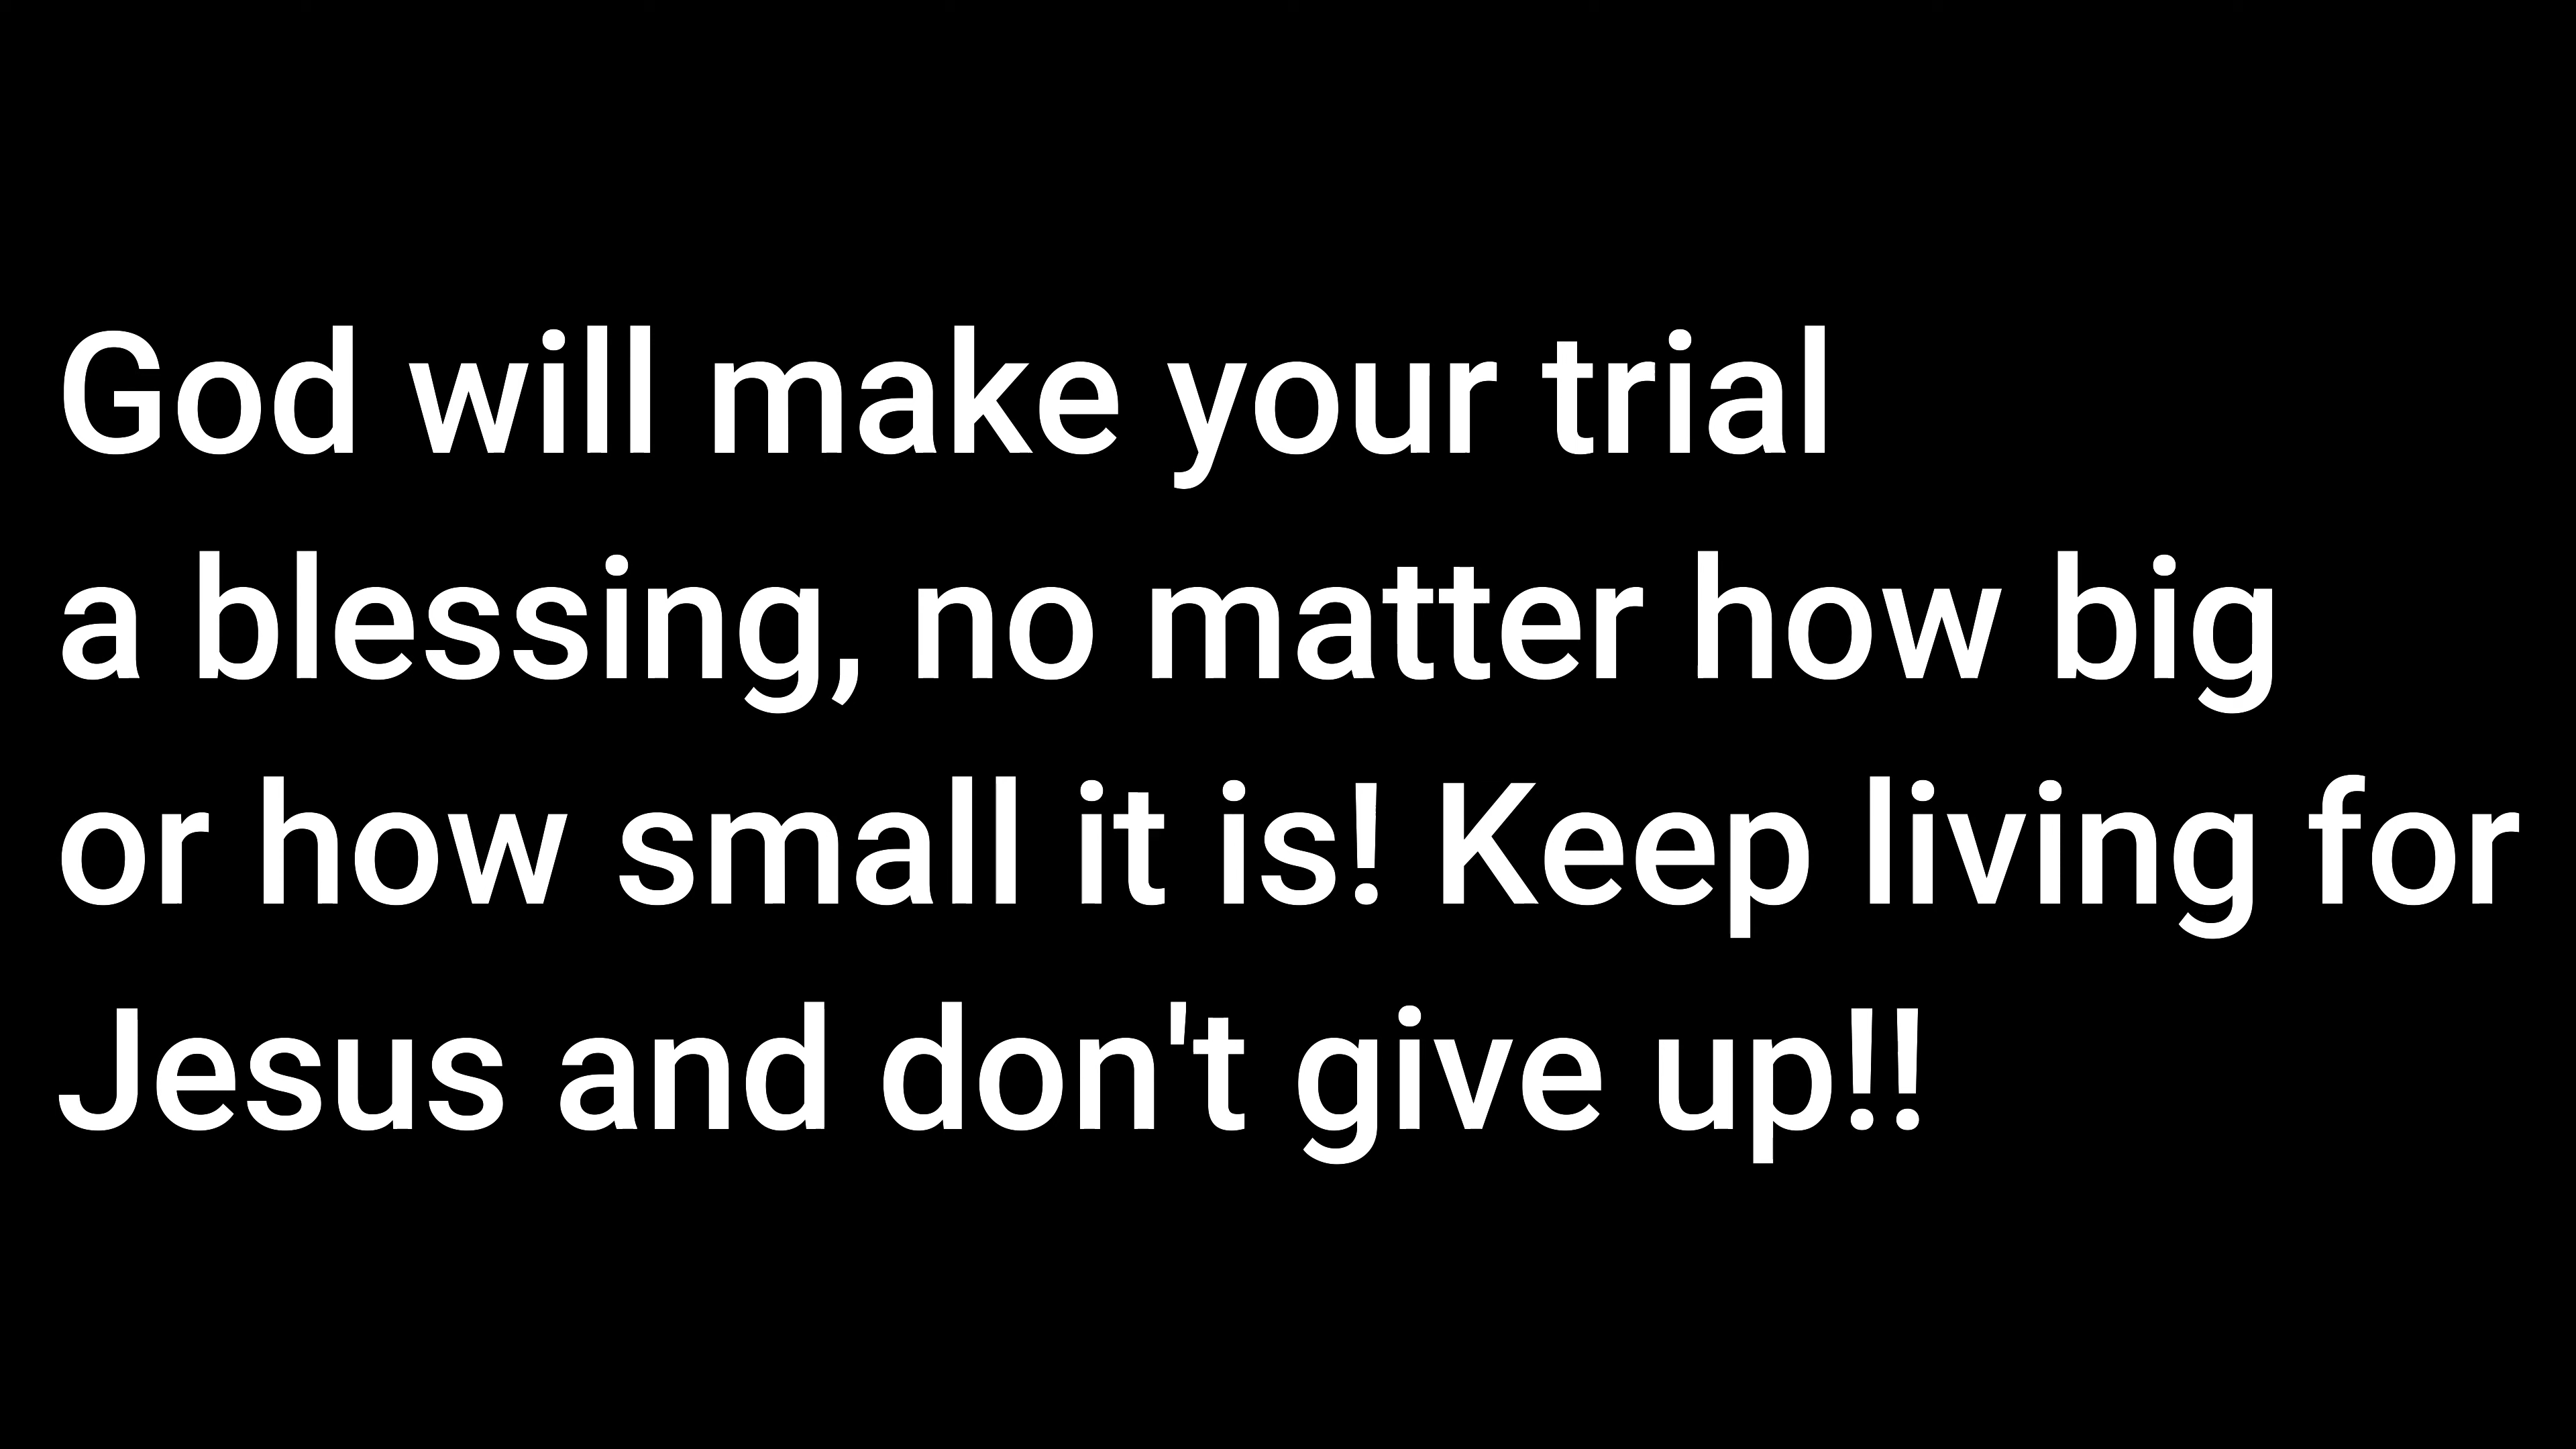 God will make your trial
a blessing, no matter how big
or how small it is! Keep living for
Jesus and don't give up!!